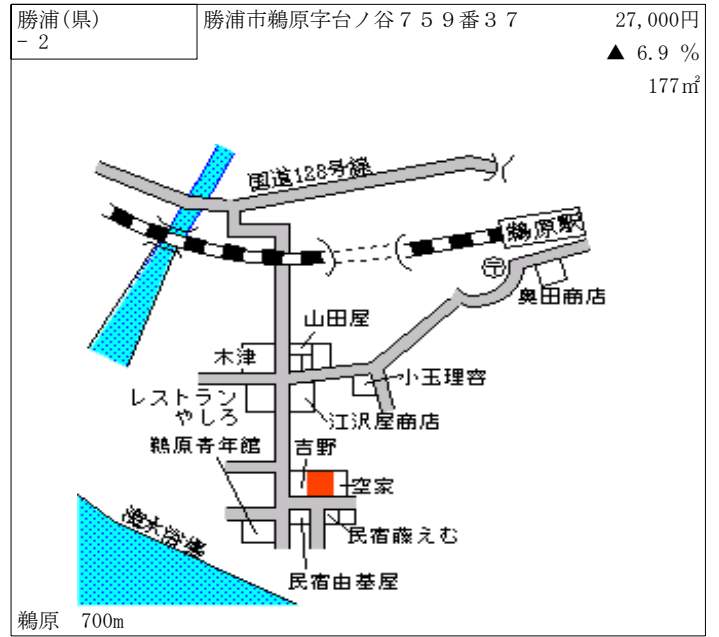 勝浦(県)
- 2
勝浦市鵜原字台ノ谷７５９番３７
27,000円
▲ 6.9 %
177㎡
国道128号線
鵜原駅
〒
奥田商店
山田屋
木津
小玉理容
レストラン
やしろ
江沢屋商店
鵜原青年館
吉野
空家
海水浴場
民宿藤えむ
民宿由基屋
鵜原　700m